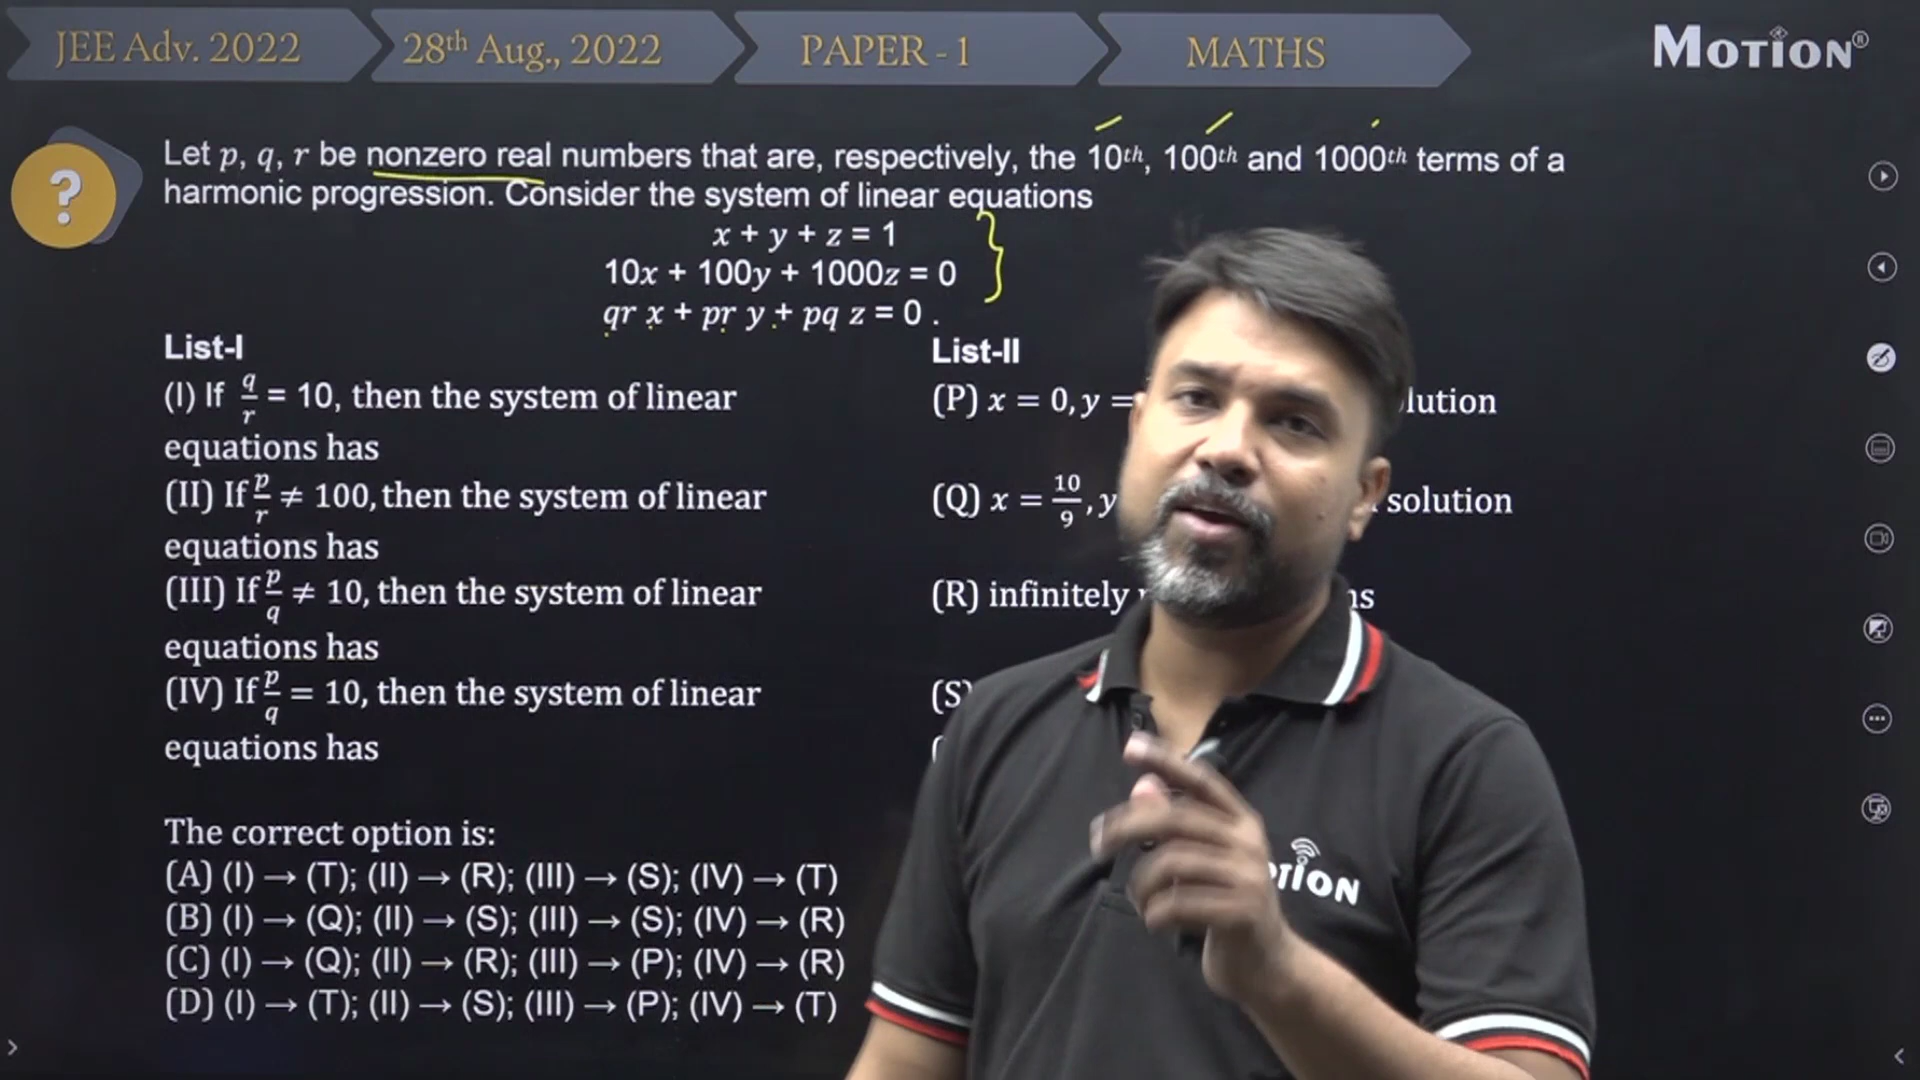 JEE Adv. 2022
28th Aug., 2022
PAPER - 1
MATHS
MOTION®
?
Let p, q, r be nonzero real numbers that are, respectively, the 10th, 100th and 1000th terms of a
harmonic progression. Consider the system of linear equations
x + y + z = 1
10x + 100y + 1000z = 0
qr x + pr y + pq z = 0 .
List-I
List-II
(I) If q/r = 10, then the system of linear
equations has
(P) x = 0, y =
(II) If p/r ≠ 100, then the system of linear
equations has
(Q) x = 10/9, y
solution
(III) If p/q ≠ 10, then the system of linear
equations has
(R) infinitely
(IV) If p/q = 10, then the system of linear
equations has
(S)
The correct option is:
(A) (I) → (T); (II) → (R); (III) → (S); (IV) → (T)
(B) (I) → (Q); (II) → (S); (III) → (S); (IV) → (R)
(C) (I) → (Q); (II) → (R); (III) → (P); (IV) → (R)
(D) (I) → (T); (II) → (S); (III) → (P); (IV) → (T)